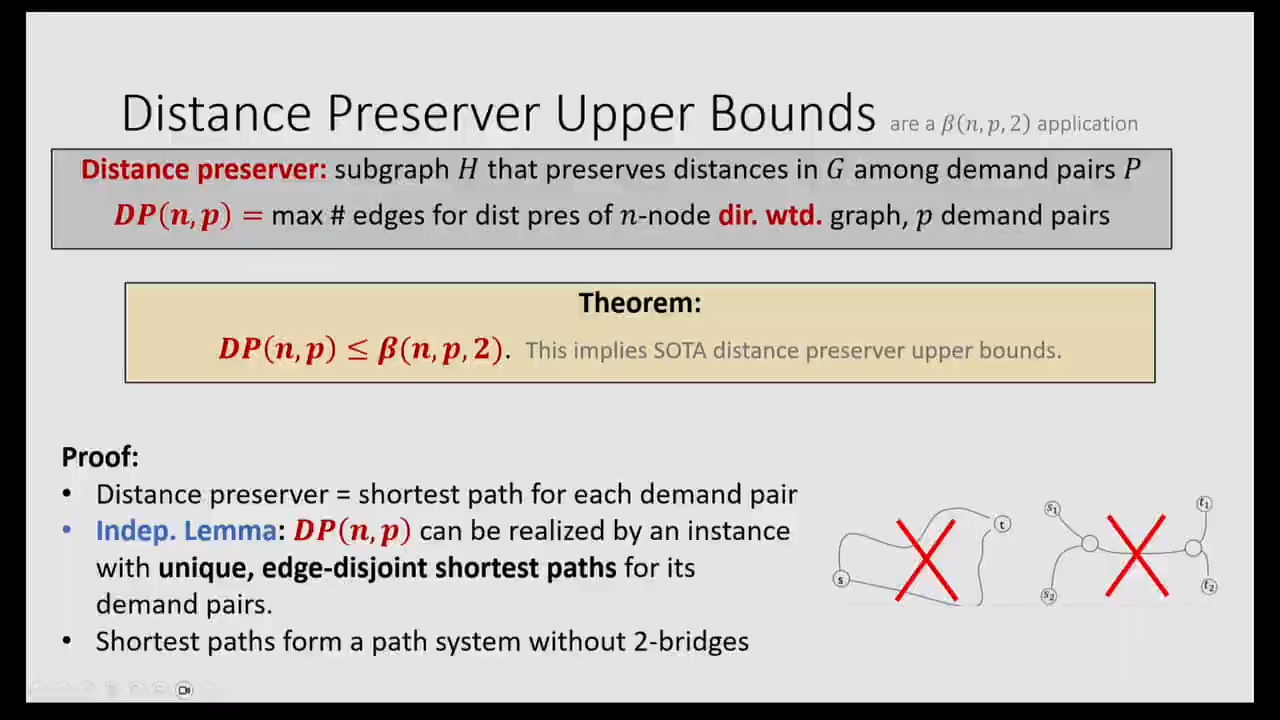 Distance Preserver Upper Bounds are a β(n, p, 2) application
Distance preserver: subgraph H that preserves distances in G among demand pairs P
DP(n, p) = max # edges for dist pres of n-node dir. wtd. graph, p demand pairs
Theorem:
DP(n, p) ≤ β(n, p, 2). This implies SOTA distance preserver upper bounds.
Proof:
• Distance preserver = shortest path for each demand pair
• Indep. Lemma: DP(n, p) can be realized by an instance
with unique, edge-disjoint shortest paths for its
demand pairs.
• Shortest paths form a path system without 2-bridges
s
t
s₁
t₁
s₂
t₂